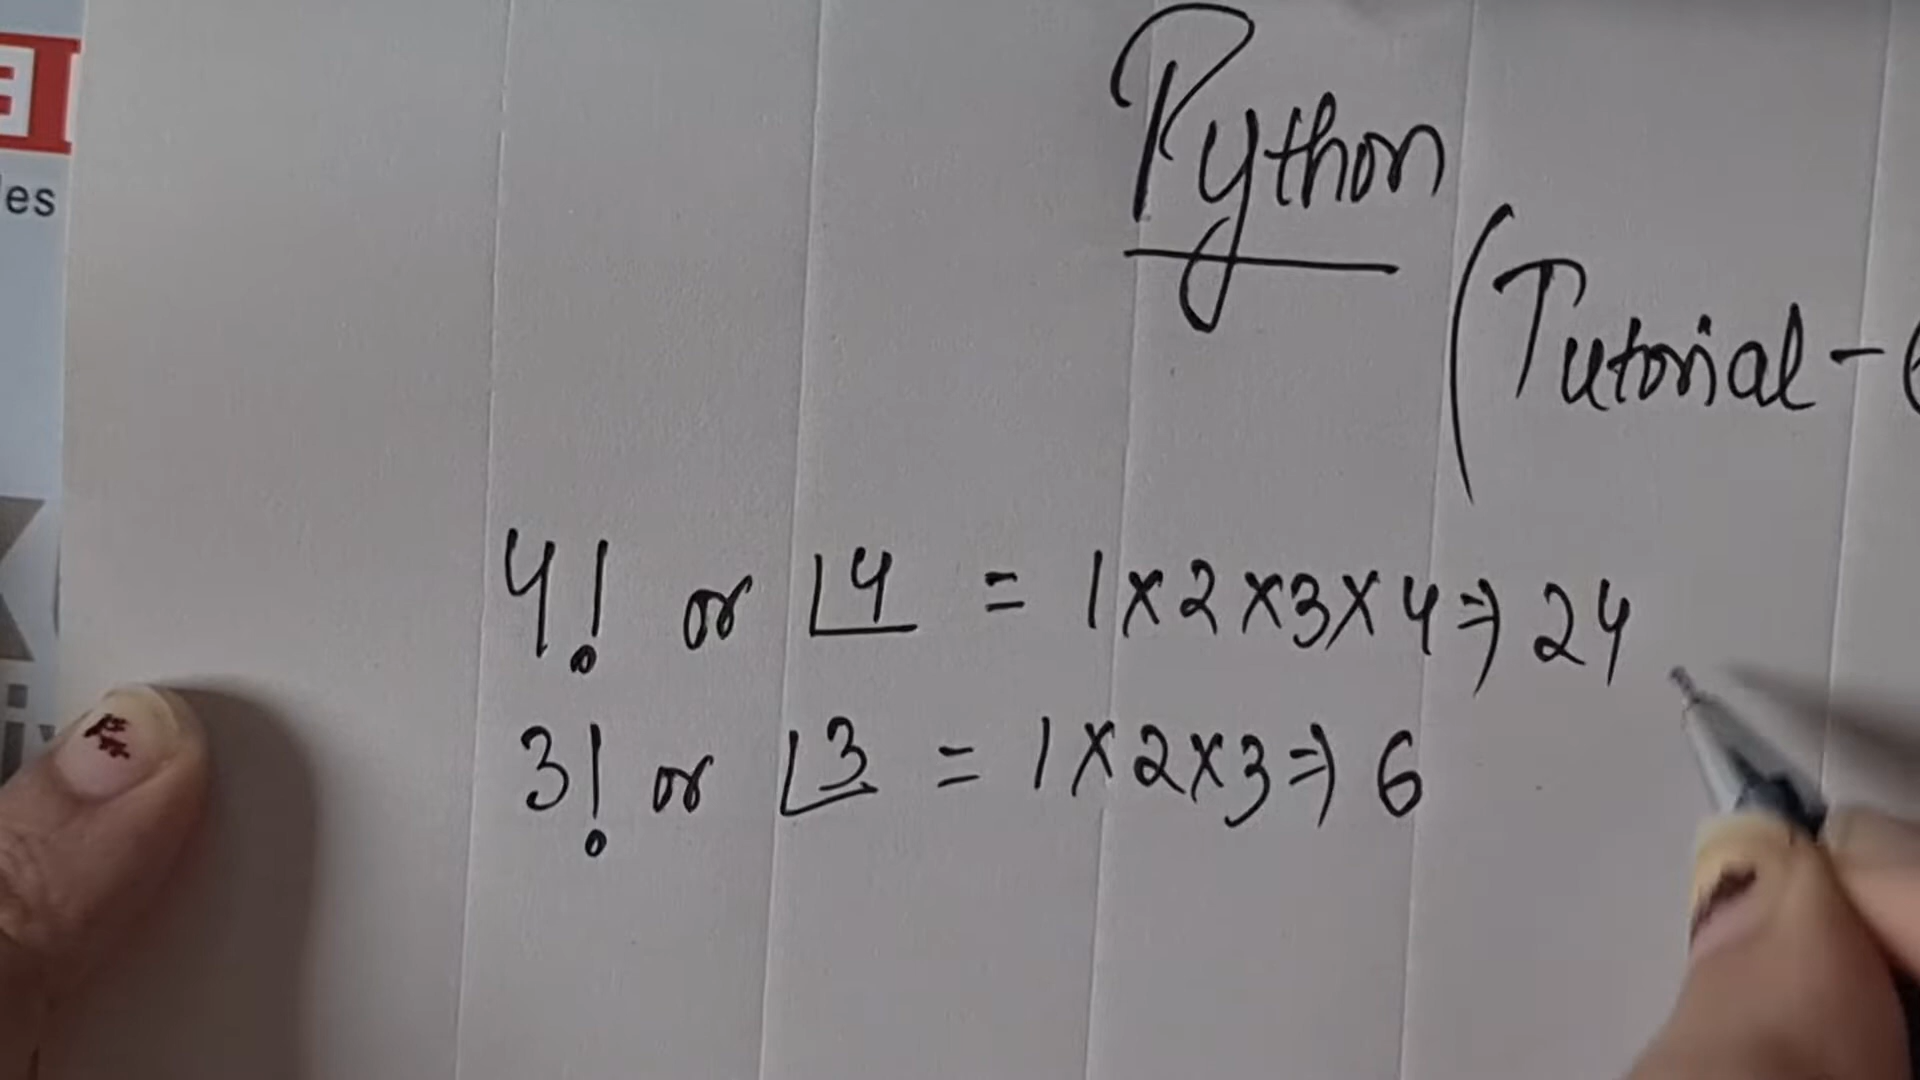 Python
(Tutorial -
4! or ⌊4 = 1×2×3×4 ⇒ 24
3! or ⌊3 = 1×2×3 ⇒ 6
es